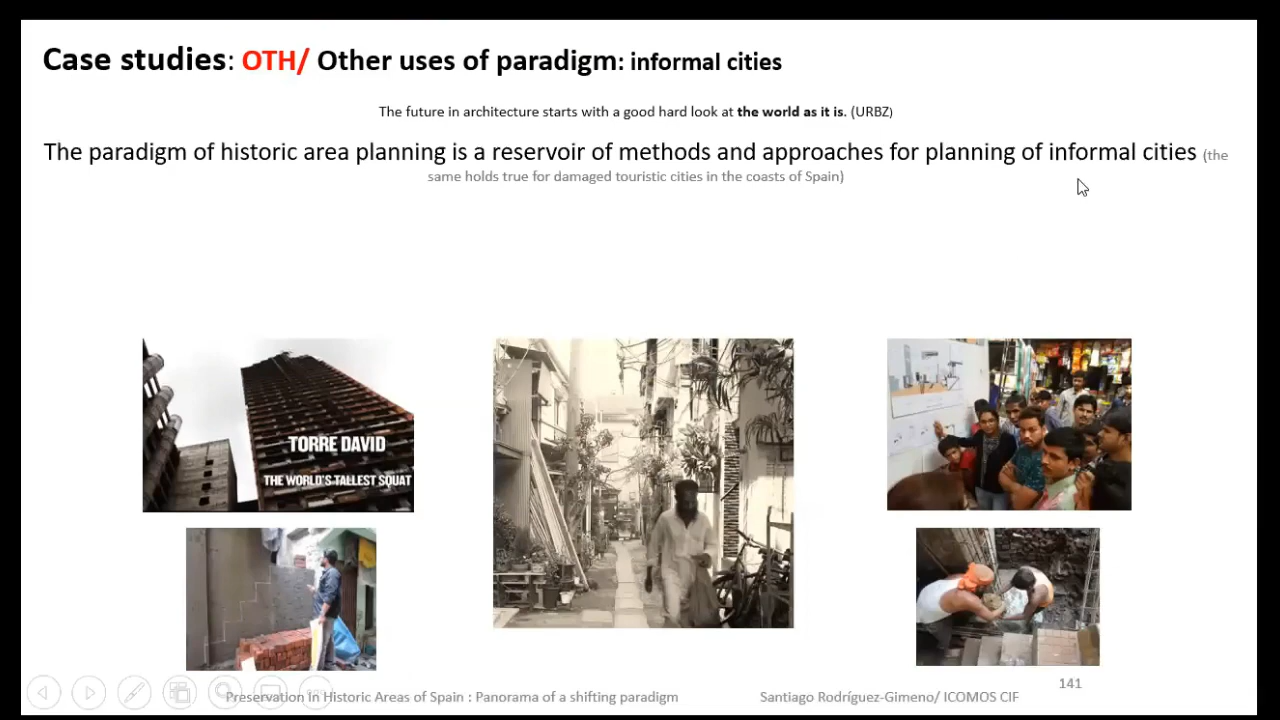 Case studies: OTH/ Other uses of paradigm: informal cities
The future in architecture starts with a good hard look at the world as it is. (URBZ)
The paradigm of historic area planning is a reservoir of methods and approaches for planning of informal cities (the
same holds true for damaged touristic cities in the coasts of Spain)
TORRE DAVID
THE WORLD'S TALLEST SQUAT
141
Preservation in Historic Areas of Spain : Panorama of a shifting paradigm
Santiago Rodríguez-Gimeno/ ICOMOS CIF